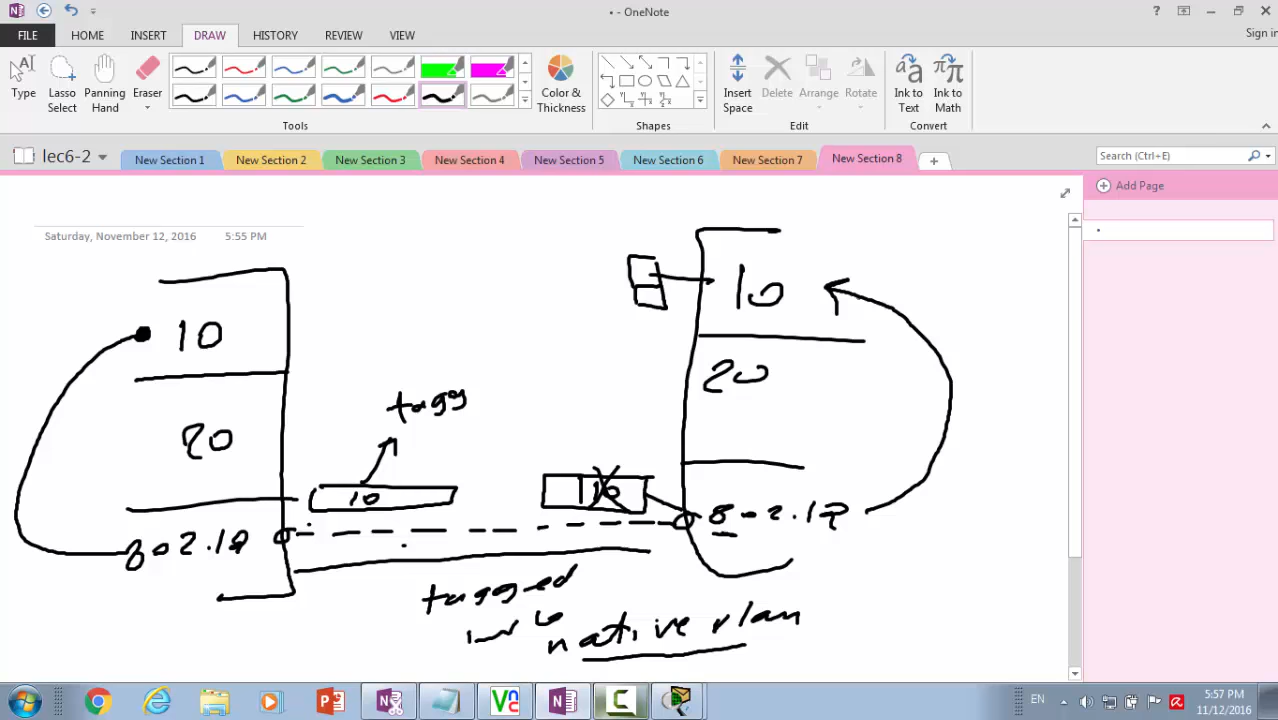 • - OneNote
FILE
HOME
INSERT
DRAW
HISTORY
REVIEW
VIEW
Sign in
Type
Lasso Select
Panning Hand
Eraser
Color & Thickness
Insert Space
Delete
Arrange
Rotate
Ink to Text
Ink to Math
Tools
Shapes
Edit
Convert
lec6-2
New Section 1
New Section 2
New Section 3
New Section 4
New Section 5
New Section 6
New Section 7
New Section 8
Search (Ctrl+E)
Add Page
Saturday, November 12, 2016
5:55 PM
10
10
20
20
tagg
10
10
802.1Q
802.1Q
tagged
native vlan
EN
5:57 PM
11/12/2016